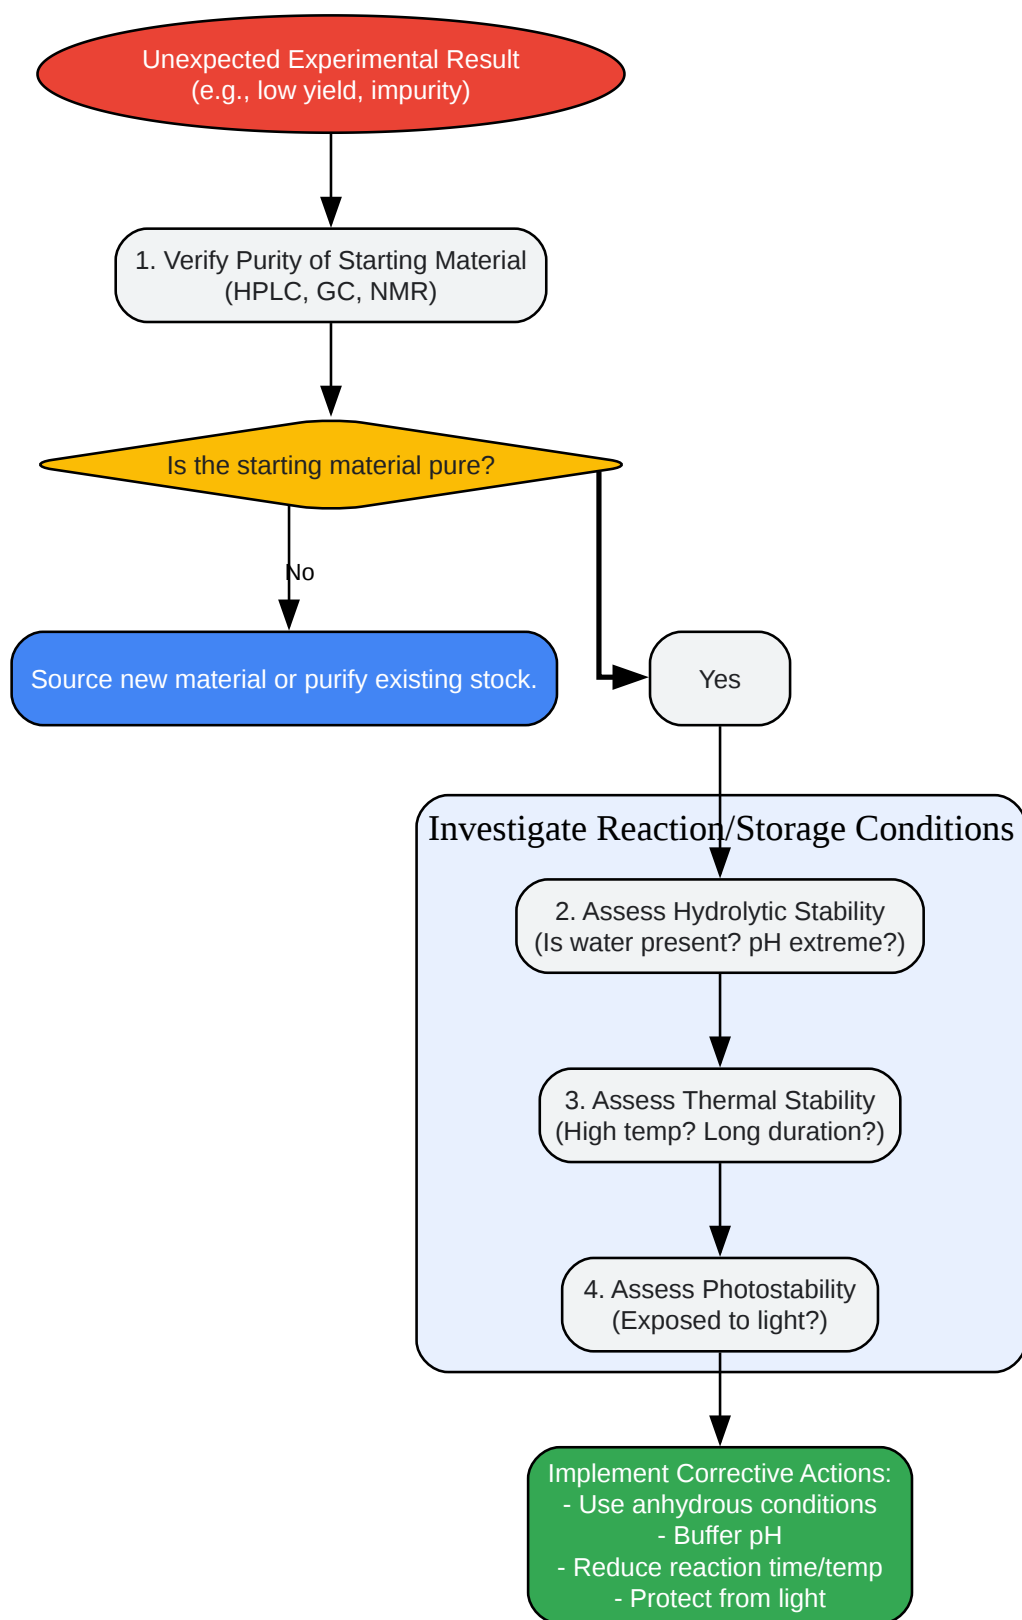 Unexpected Experimental Result
(e.g., low yield, impurity)
1. Verify Purity of Starting Material
(HPLC, GC, NMR)
Is the starting material pure?
No
Source new material or purify existing stock.
Yes
Investigate Reaction/Storage Conditions
2. Assess Hydrolytic Stability
(Is water present? pH extreme?)
3. Assess Thermal Stability
(High temp? Long duration?)
4. Assess Photostability
(Exposed to light?)
Implement Corrective Actions:
- Use anhydrous conditions
- Buffer pH
- Reduce reaction time/temp
- Protect from light